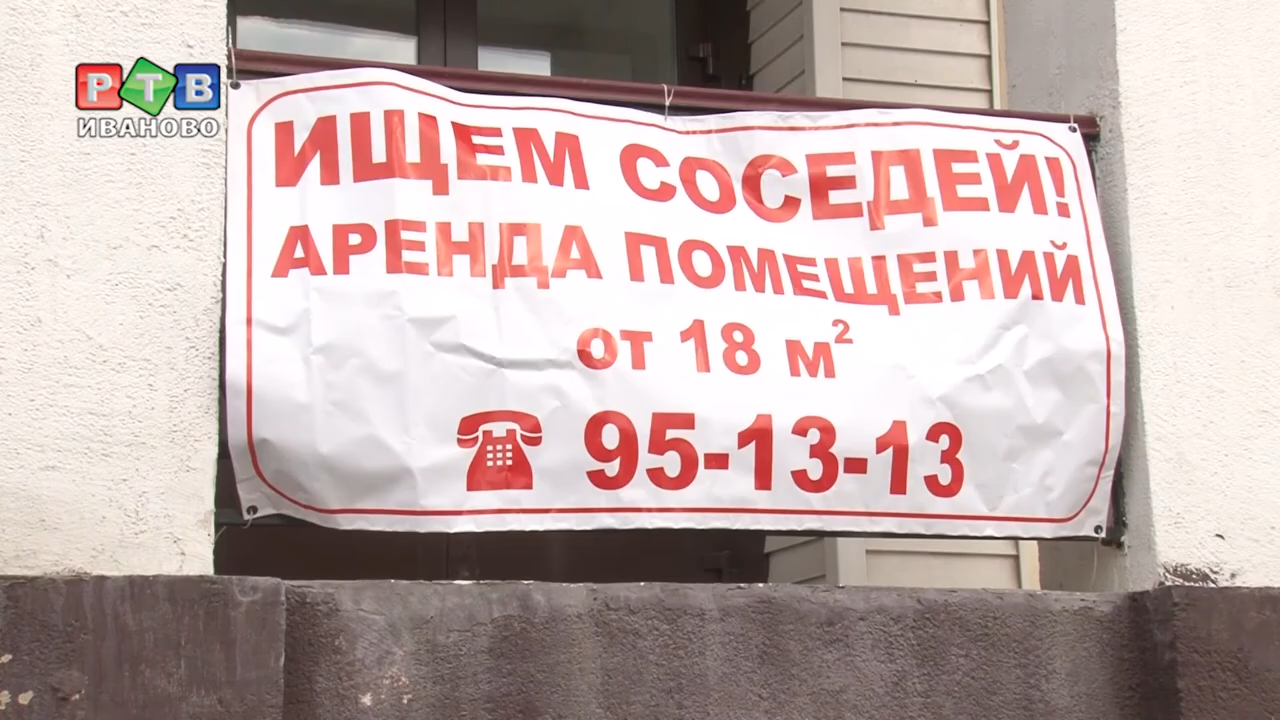 РТВ
ИВАНОВО
ИЩЕМ СОСЕДЕЙ!
АРЕНДА ПОМЕЩЕНИЙ
от 18 м²
☎ 95-13-13